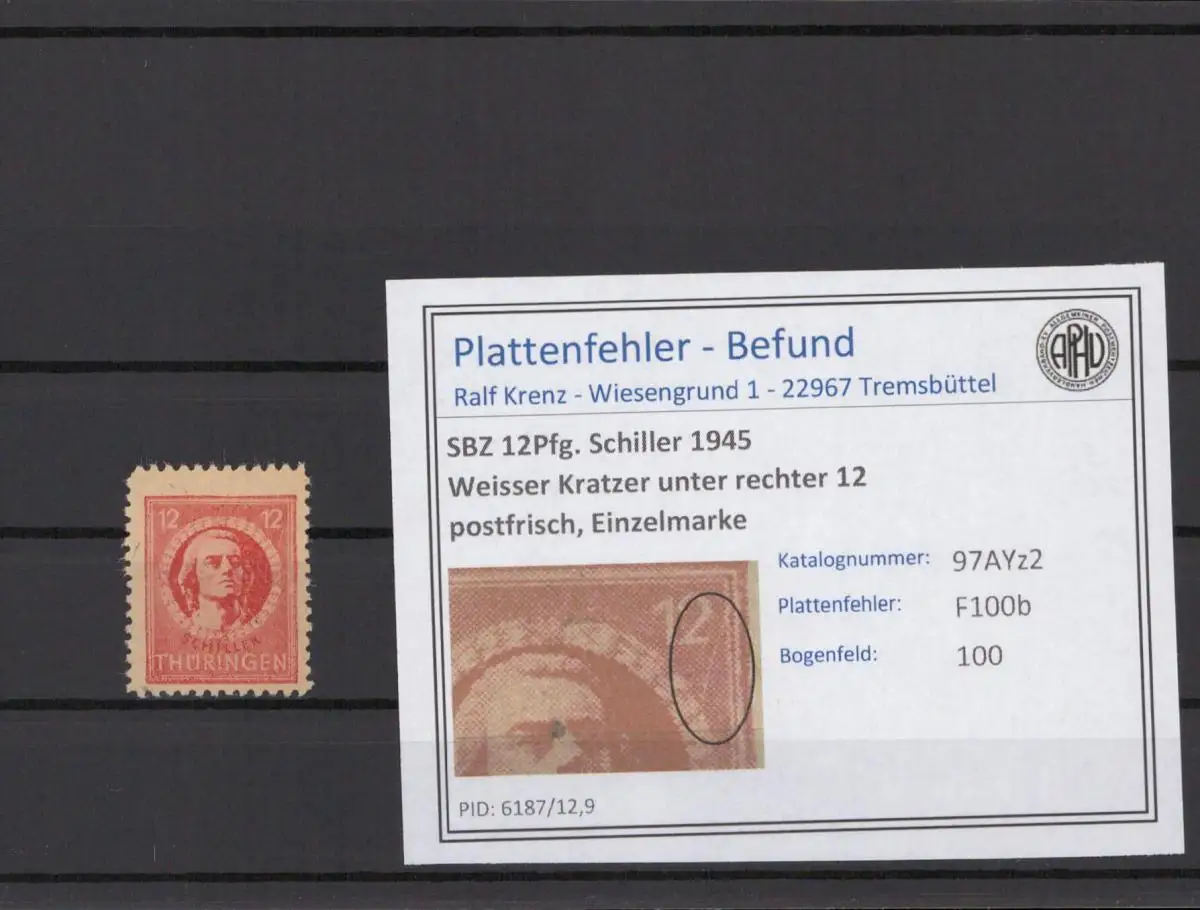 12 12
SCHILLER
THÜRINGEN
Plattenfehler - Befund
Ralf Krenz - Wiesengrund 1 - 22967 Tremsbüttel
APHV
SBZ 12Pfg. Schiller 1945
Weisser Kratzer unter rechter 12
postfrisch, Einzelmarke
12
Katalognummer: 97AYz2
Plattenfehler: F100b
Bogenfeld: 100
PID: 6187/12,9